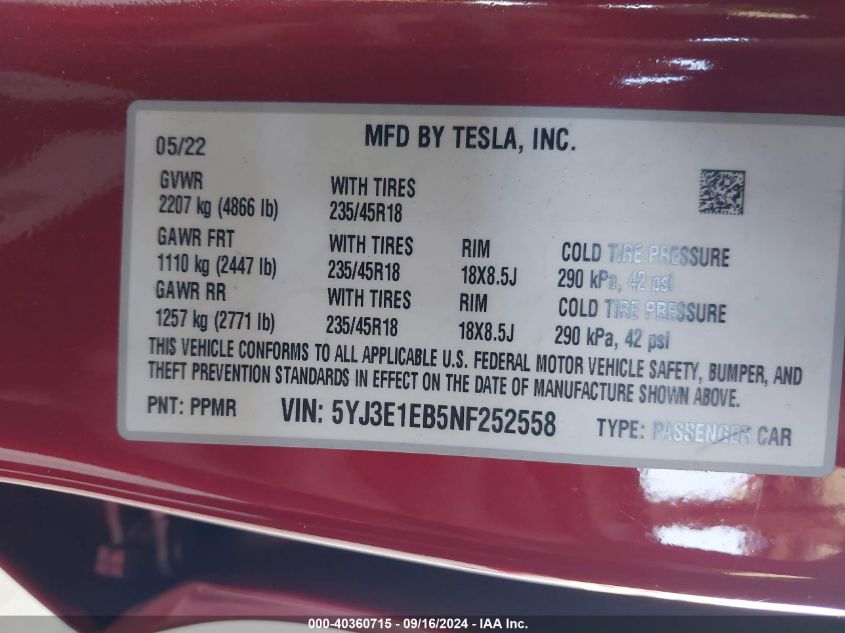 05/22 MFD BY TESLA, INC.
GVWR WITH TIRES
2207 kg (4866 lb) 235/45R18
GAWR FRT WITH TIRES RIM COLD TIRE PRESSURE
1110 kg (2447 lb) 235/45R18 18X8.5J 290 kPa, 42 psi
GAWR RR WITH TIRES RIM COLD TIRE PRESSURE
1257 kg (2771 lb) 235/45R18 18X8.5J 290 kPa, 42 psi
THIS VEHICLE CONFORMS TO ALL APPLICABLE U.S. FEDERAL MOTOR VEHICLE SAFETY, BUMPER, AND
THEFT PREVENTION STANDARDS IN EFFECT ON THE DATE OF MANUFACTURE SHOWN ABOVE.
PNT: PPMR VIN: 5YJ3E1EB5NF252558 TYPE: PASSENGER CAR
000-40360715 - 09/16/2024 - IAA Inc.